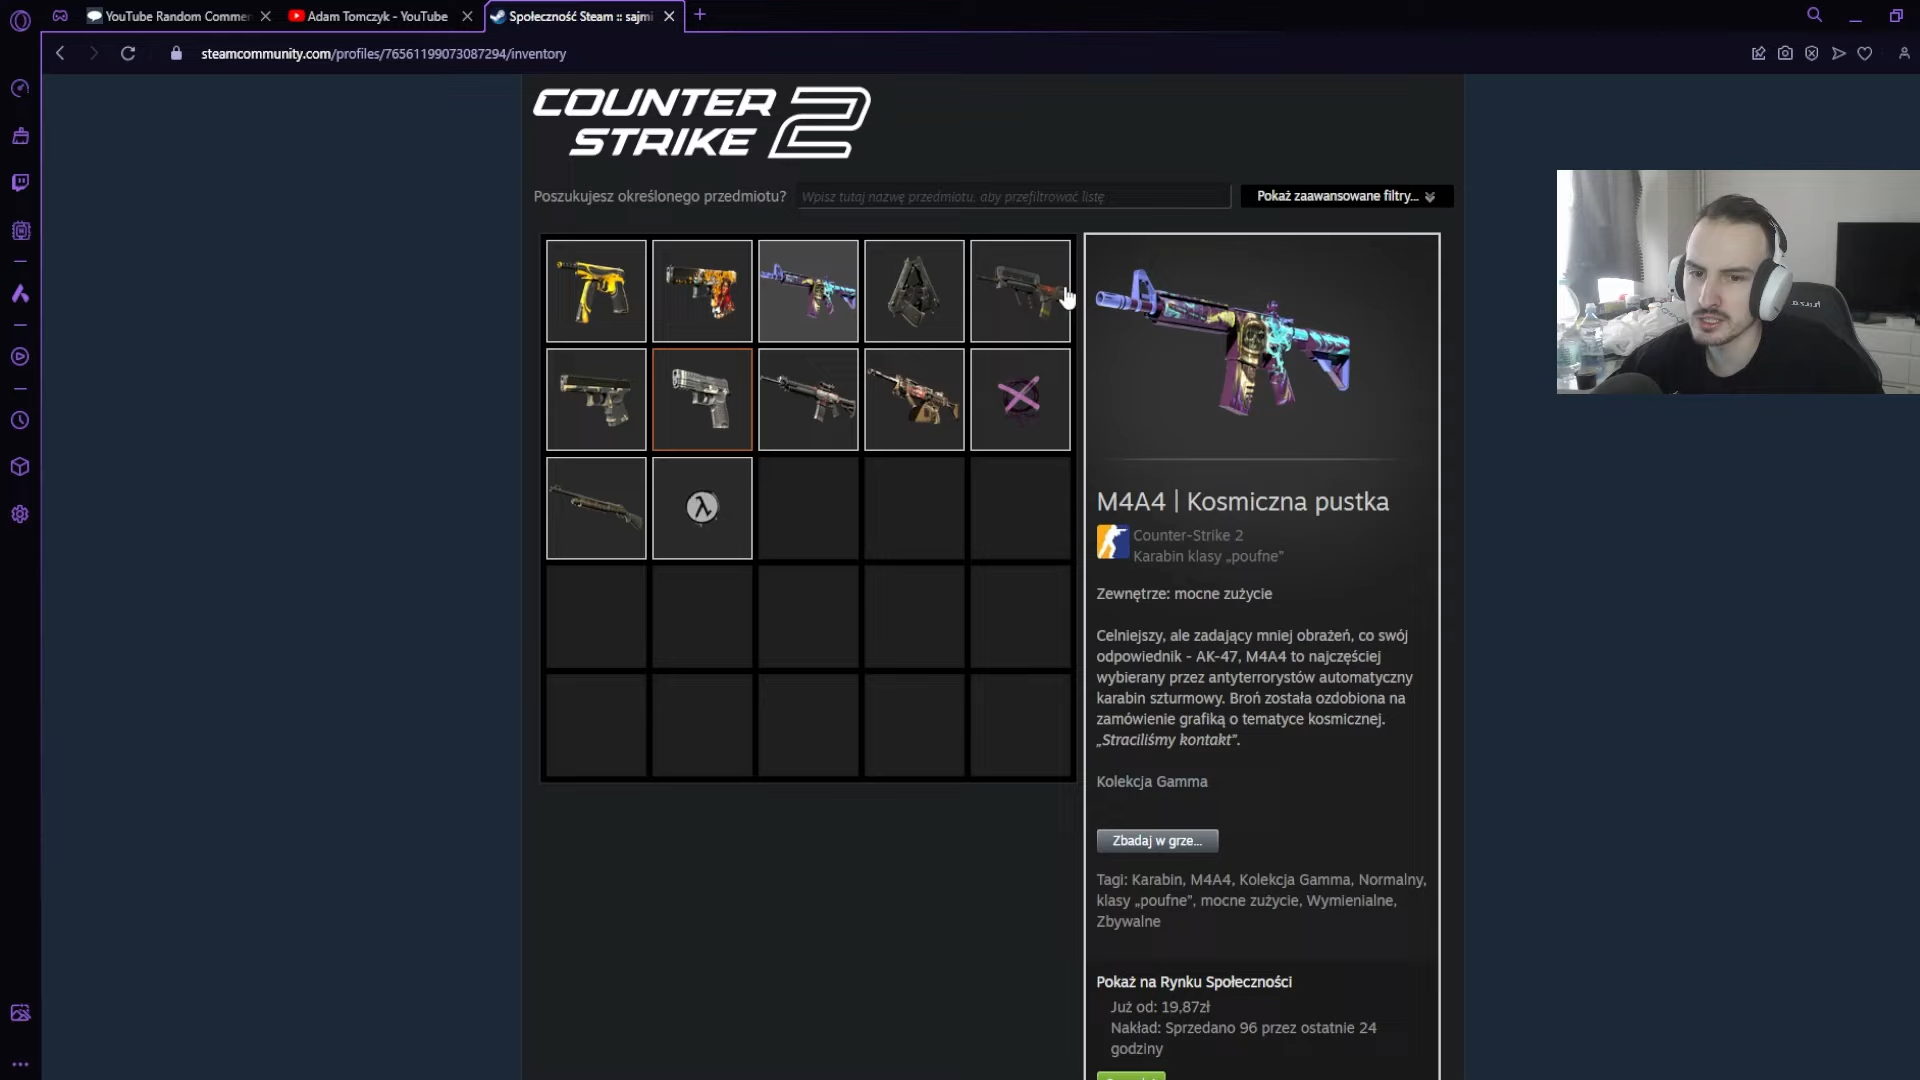 YouTube Random Commer
Adam Tomczyk - YouTube
Społeczność Steam :: sajmi
steamcommunity.com/profiles/76561199073087294/inventory
COUNTER
STRIKE 2
Poszukujesz określonego przedmiotu?
Wpisz tutaj nazwę przedmiotu, aby przefiltrować listę
Pokaż zaawansowane filtry...
M4A4 | Kosmiczna pustka
Counter-Strike 2
Karabin klasy „poufne”
Zewnętrze: mocne zużycie
Celniejszy, ale zadający mniej obrażeń, co swój
odpowiednik - AK-47, M4A4 to najczęściej
wybierany przez antyterrorystów automatyczny
karabin szturmowy. Broń została ozdobiona na
zamówienie grafiką o tematyce kosmicznej.
„Straciliśmy kontakt”.
Kolekcja Gamma
Zbadaj w grze...
Tagi: Karabin, M4A4, Kolekcja Gamma, Normalny,
klasy „poufne”, mocne zużycie, Wymienialne,
Zbywalne
Pokaż na Rynku Społeczności
Już od: 19,87zł
Nakład: Sprzedano 96 przez ostatnie 24
godziny